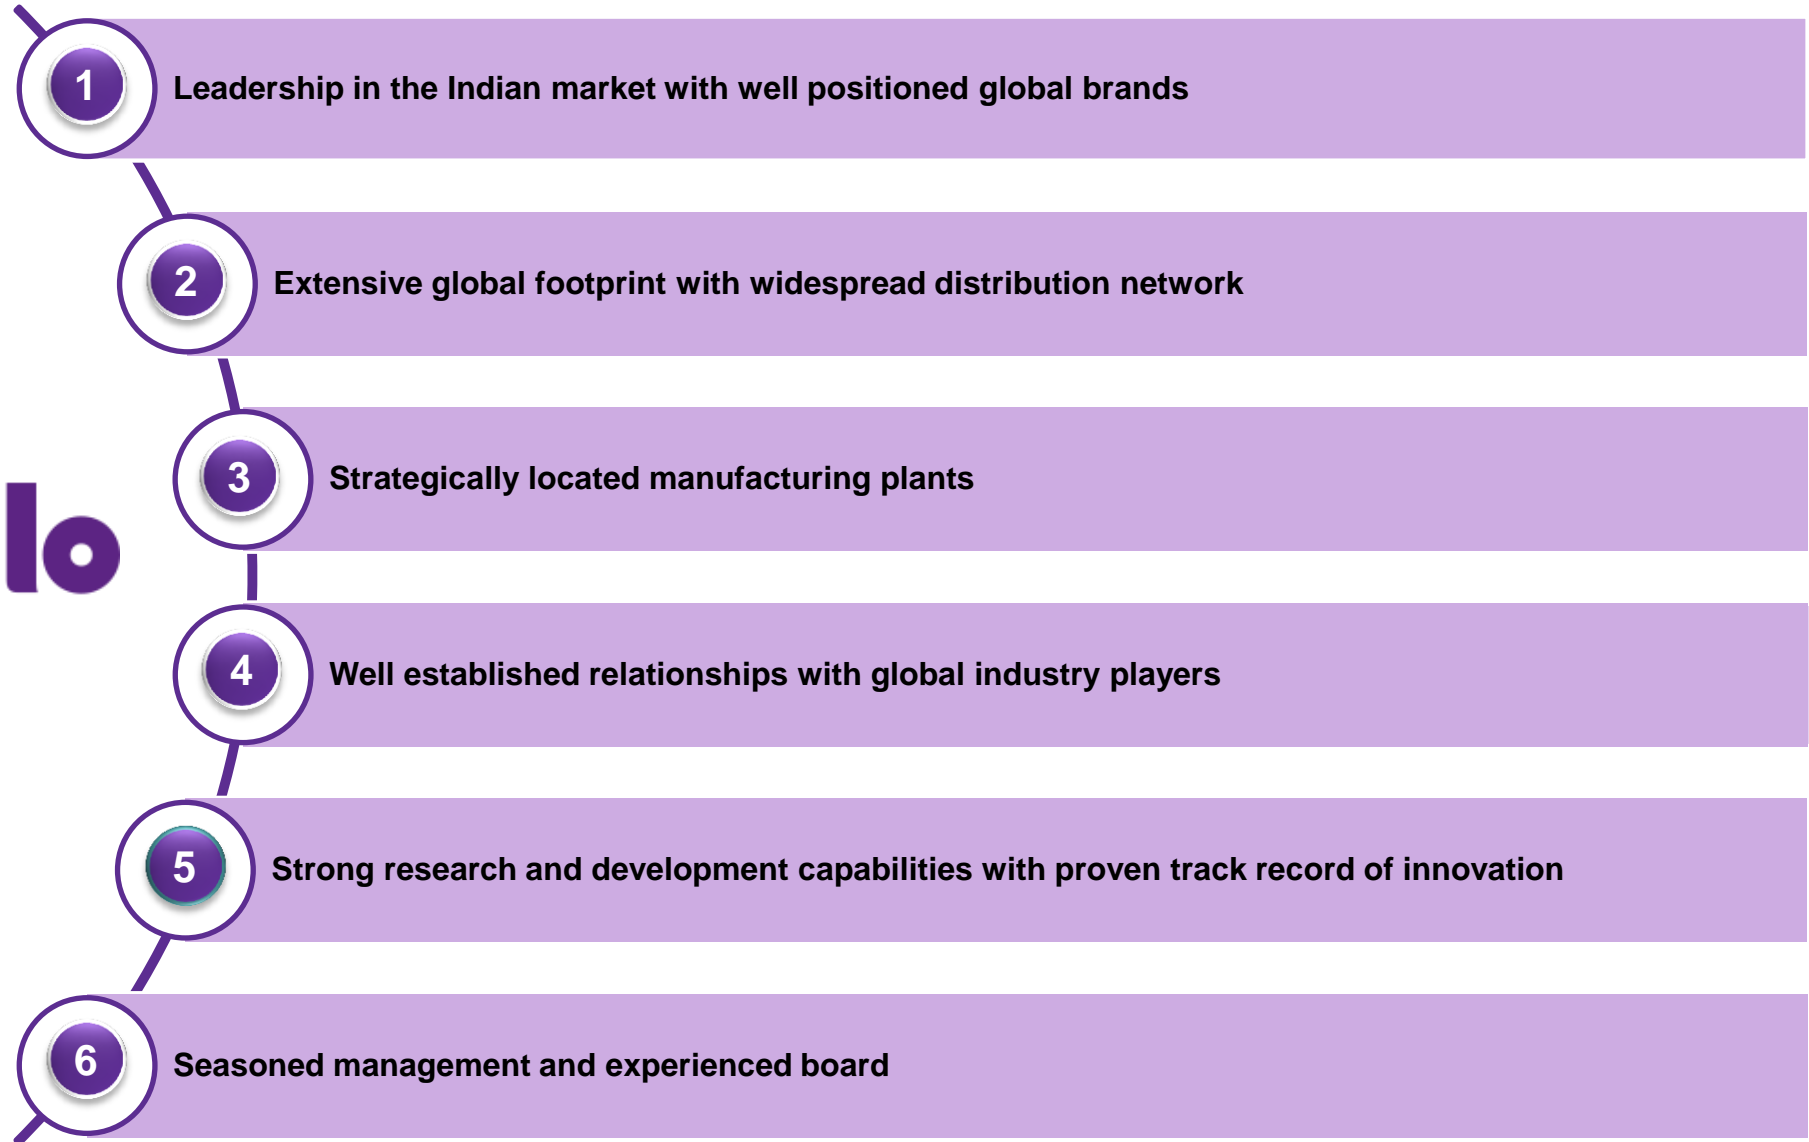 1
Leadership in the Indian market with well positioned global brands
2
Extensive global footprint with widespread distribution network
3
Strategically located manufacturing plants
lo
4
Well established relationships with global industry players
5
Strong research and development capabilities with proven track record of innovation
6
Seasoned management and experienced board